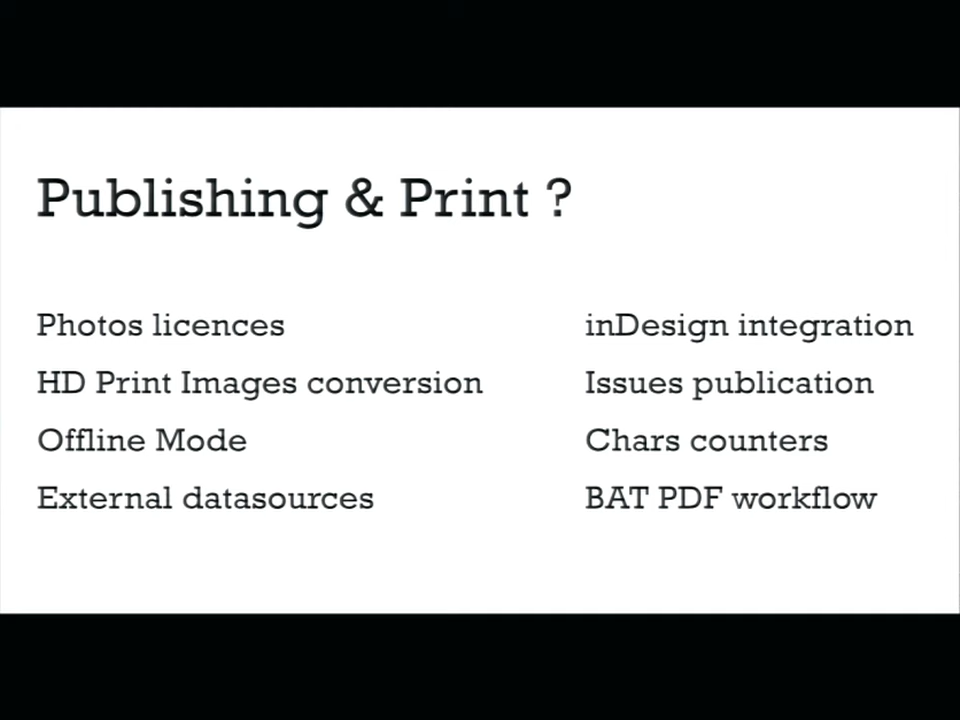 Publishing & Print ?
Photos licences
HD Print Images conversion
Offline Mode
External datasources
inDesign integration
Issues publication
Chars counters
BAT PDF workflow